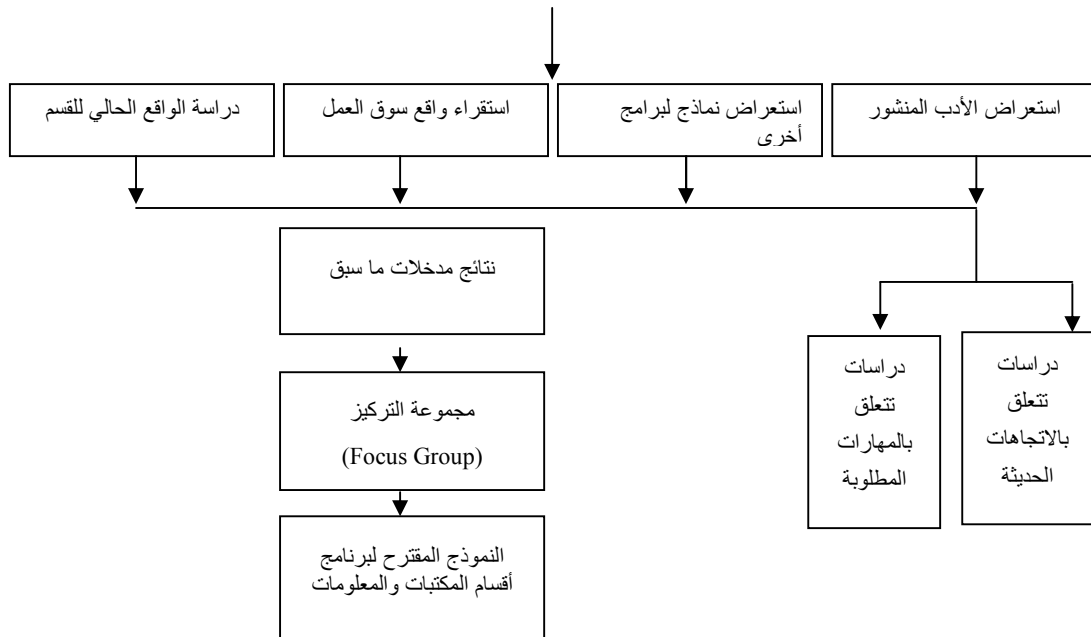 استعراض الأدب المنشور
استعراض نماذج لبرامج
أخرى
استقراء واقع سوق العمل
دراسة الواقع الحالي للقسم
نتائج مدخلات ما سبق
دراسات
تتعلق
بالاتجاهات
الحديثة
دراسات
تتعلق
بالمهارات
المطلوبة
مجموعة التركيز
(Focus Group)
النموذج المقترح لبرنامج
أقسام المكتبات والمعلومات